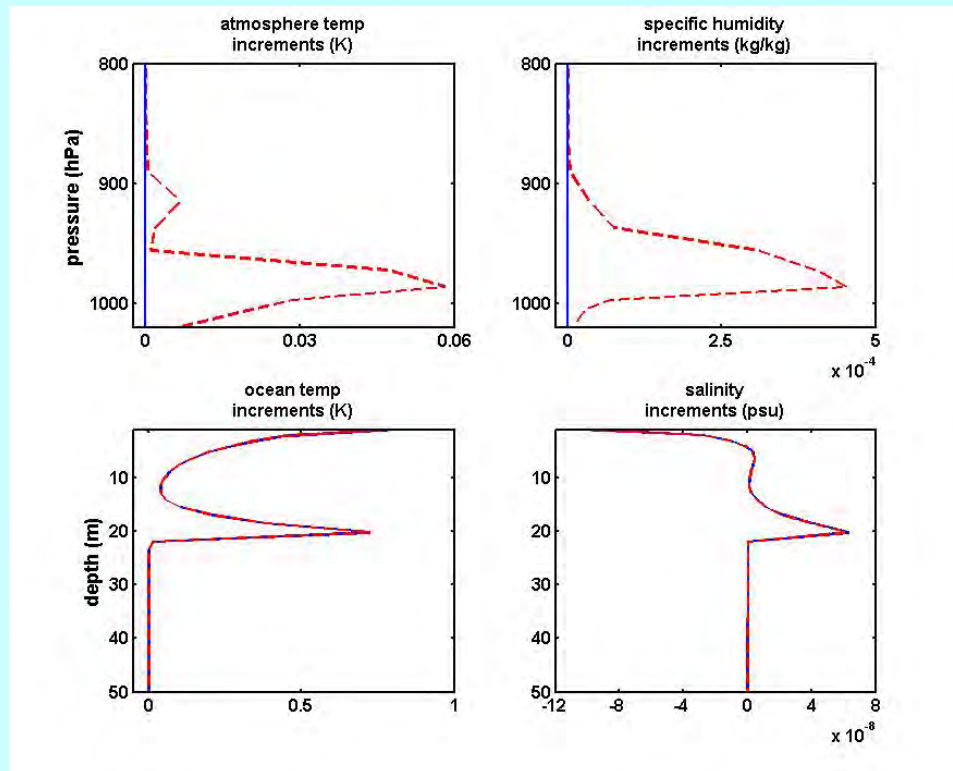 atmosphere temp
increments (K)
specific humidity
increments (kg/kg)
pressure (hPa)
800
900
1000
0
0.03
0.06
800
900
1000
0
2.5
5
x 10⁻⁴
ocean temp
increments (K)
salinity
increments (psu)
depth (m)
10
20
30
40
50
0
0.5
1
10
20
30
40
50
-12
-8
-4
0
4
8
x 10⁻⁸